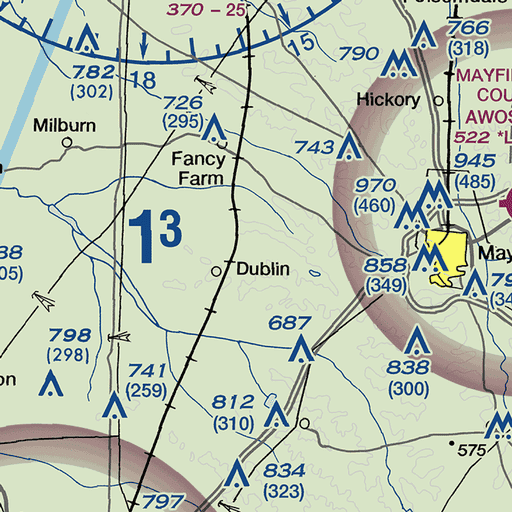 370 - 25
15
766
(318)
790
18
782
(302)
MAYFI
COU
AWOS
522 *L
Hickory
726
(295)
Milburn
743
Fancy
Farm
945
(485)
970
(460)
13
May
858
(349)
Dublin
798
(298)
687
741
(259)
838
(300)
812
(310)
575
834
(323)
797